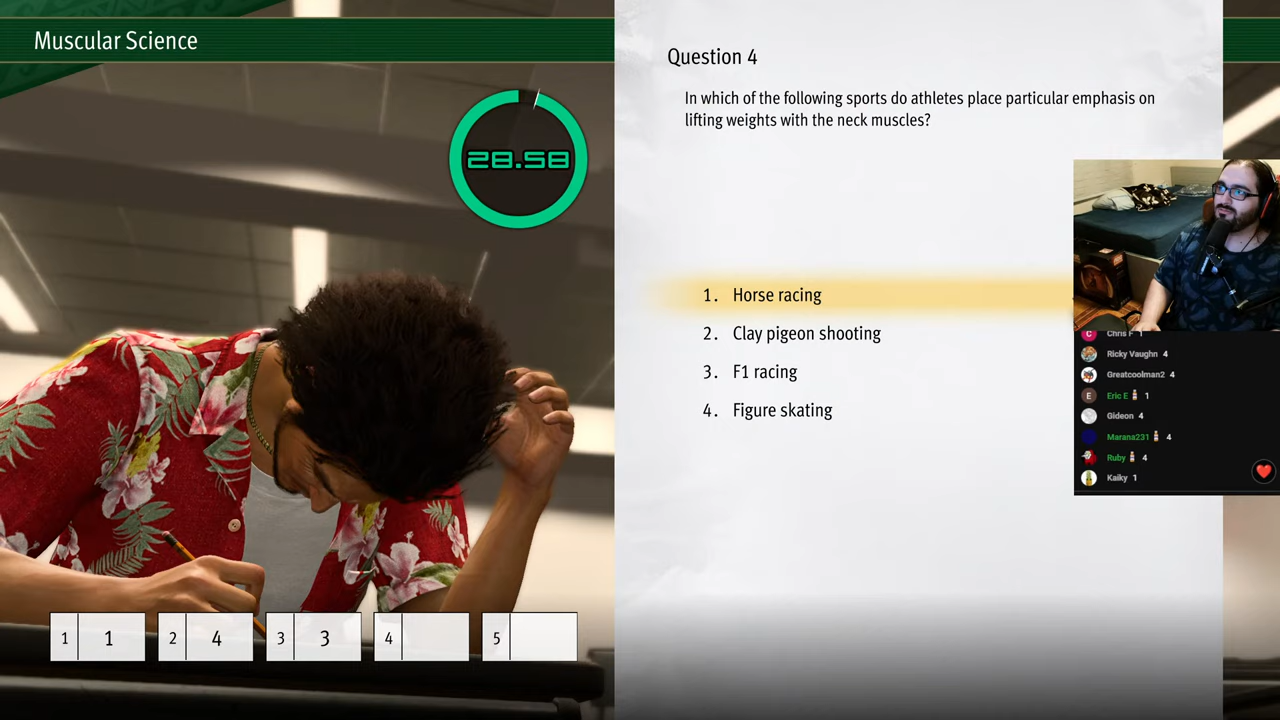 Muscular Science
28.58
Question 4
In which of the following sports do athletes place particular emphasis on
lifting weights with the neck muscles?
1. Horse racing
2. Clay pigeon shooting
3. F1 racing
4. Figure skating
C Chris F 1
Ricky Vaughn 4
Greatcoolman2 4
E Eric E 1
Gideon 4
Marana231 4
Ruby 4
Kaiky 1
1 1 2 4 3 3 4 5